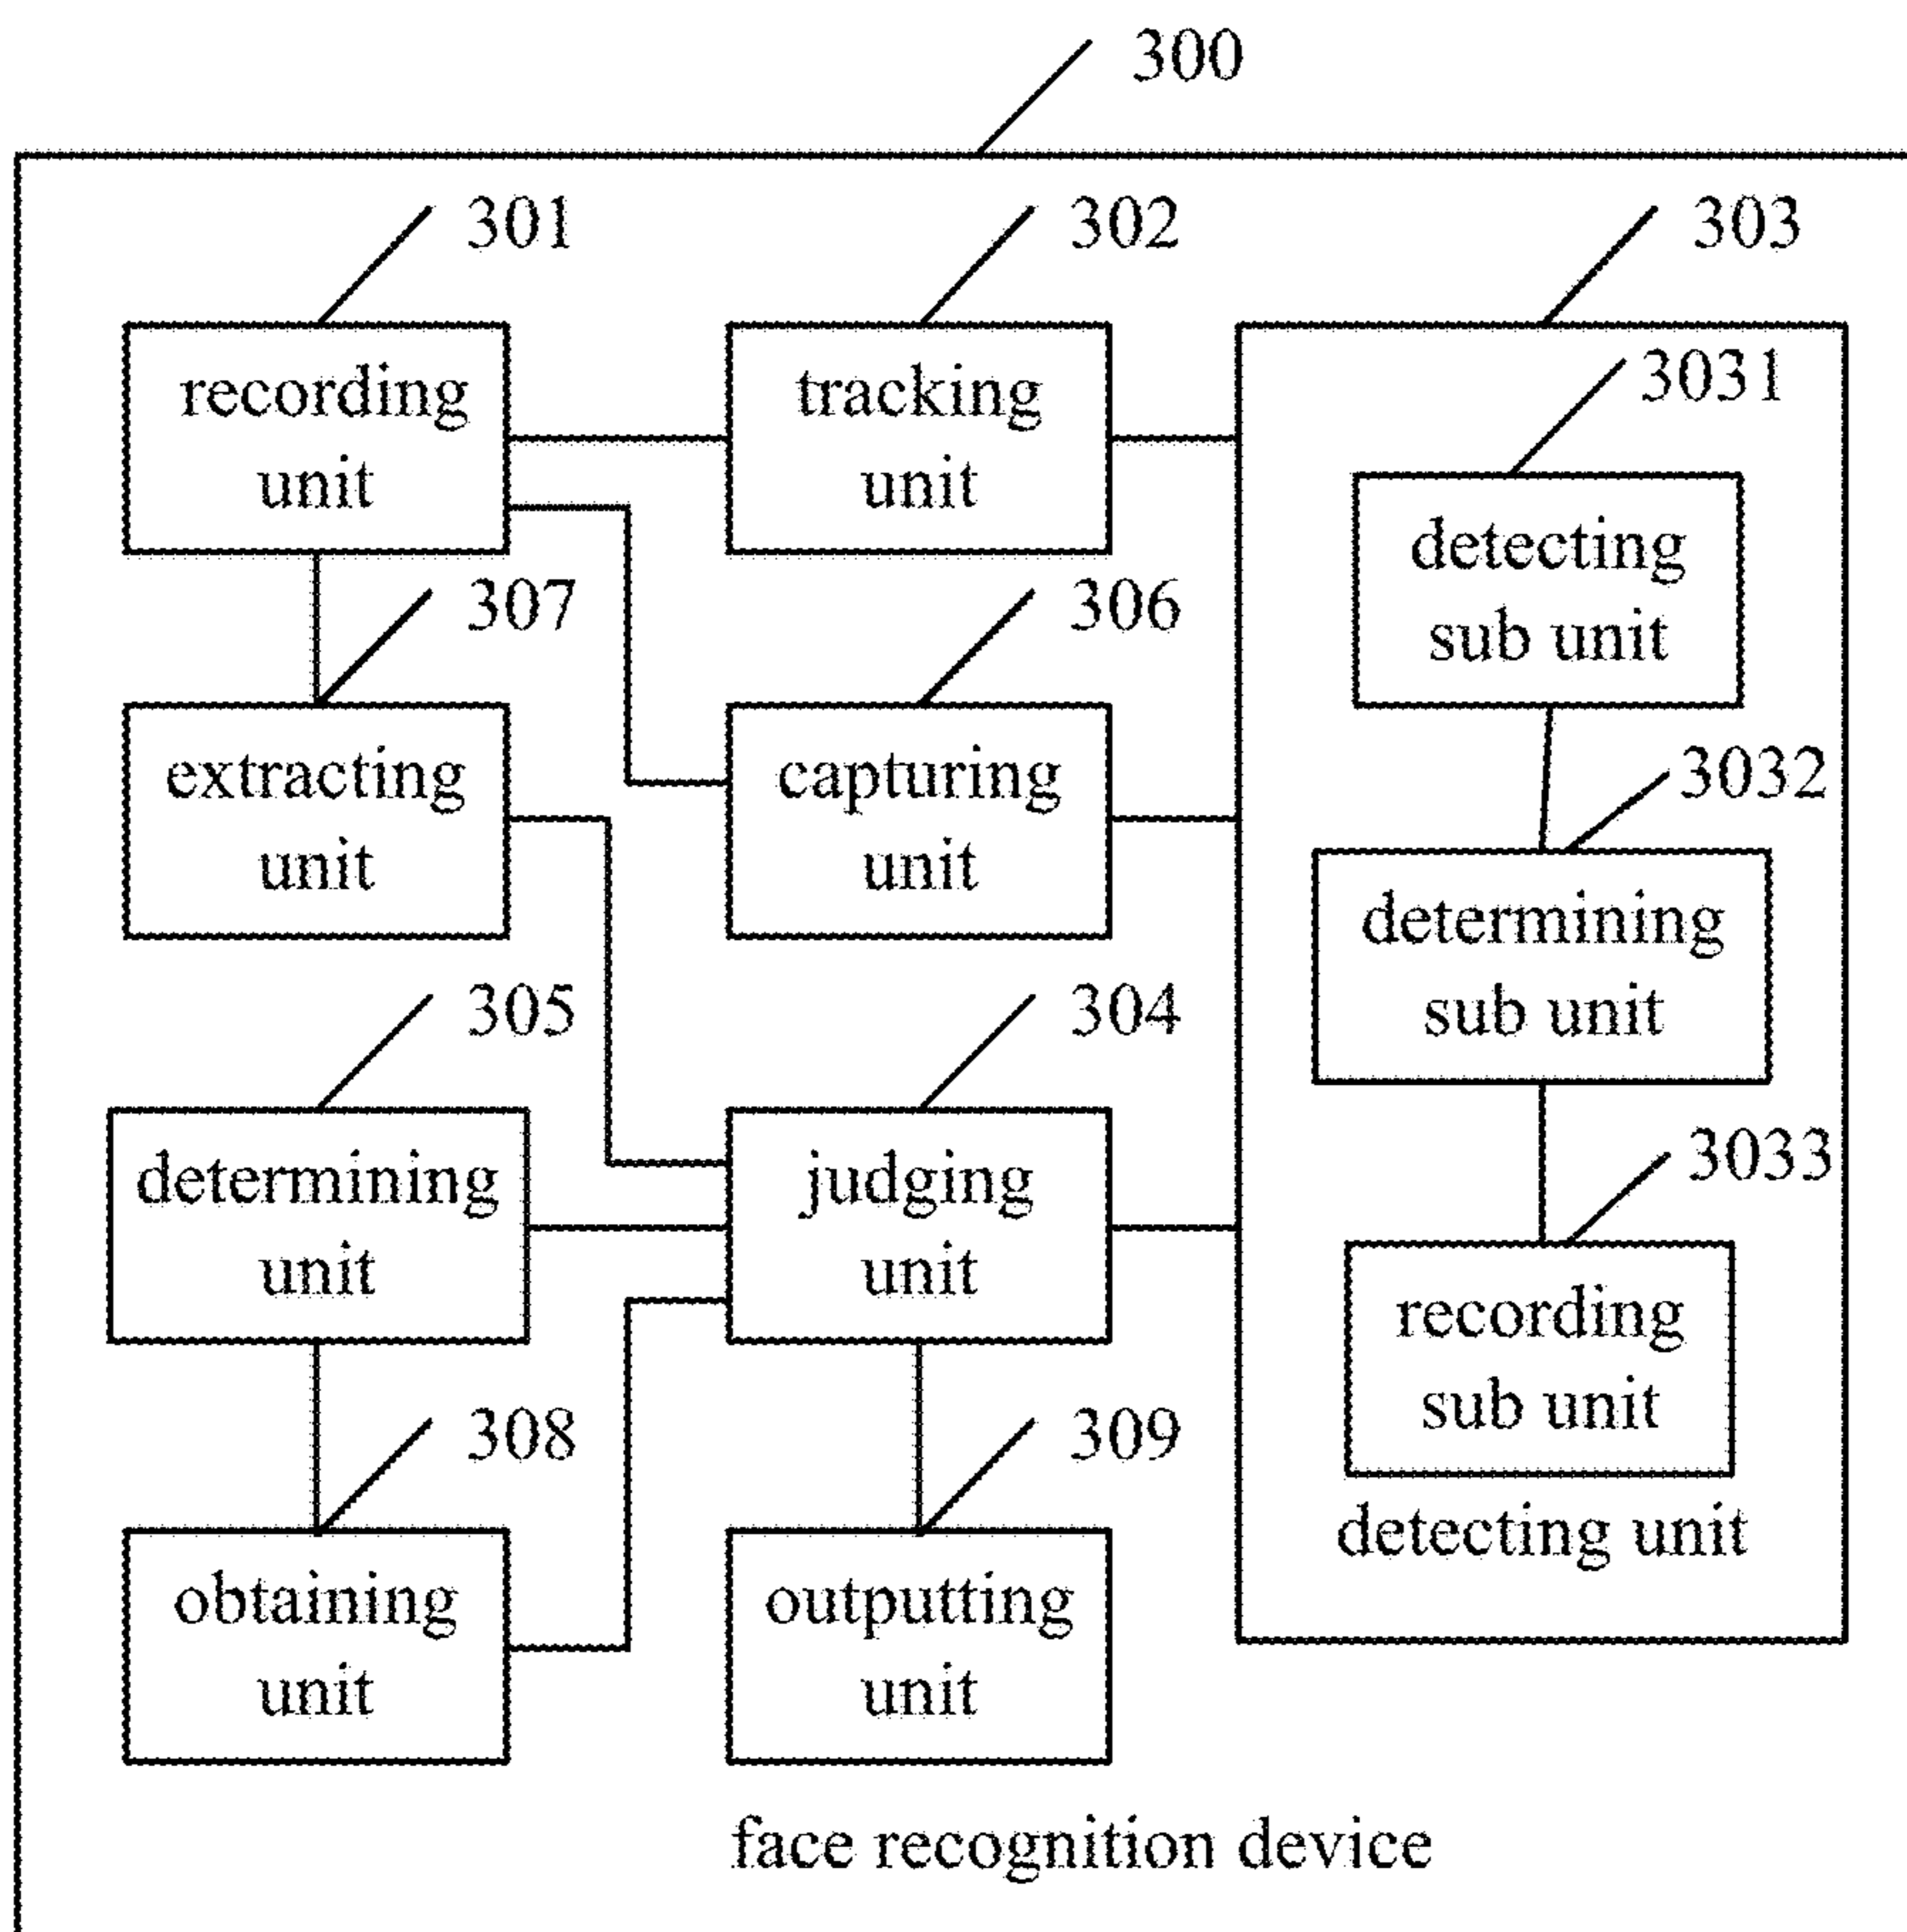 300
301
302
303
recording
unit
tracking
unit
3031
detecting
sub unit
307
306
extracting
unit
capturing
unit
3032
determining
sub unit
305
304
determining
unit
judging
unit
3033
recording
sub unit
detecting unit
308
309
obtaining
unit
outputting
unit
face recognition device